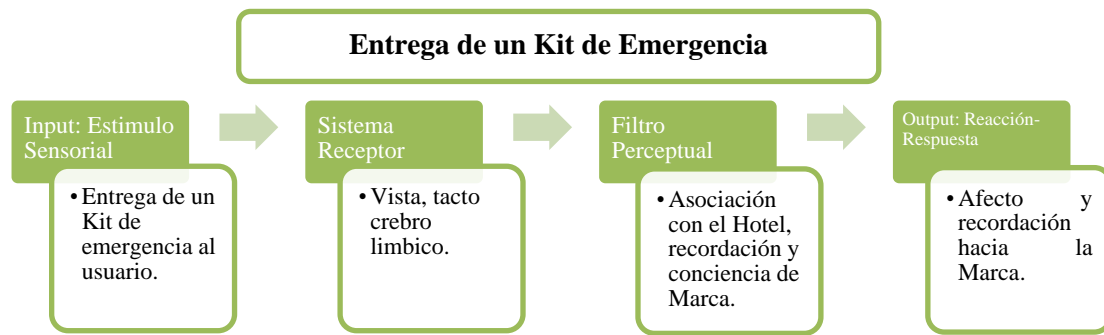 Entrega de un Kit de Emergencia
Input: Estimulo
Sensorial
• Entrega de un
Kit de
emergencia al
usuario.
Sistema
Receptor
• Vista, tacto
crebro
limbico.
Filtro
Perceptual
• Asociación
con el Hotel,
recordación y
conciencia de
Marca.
Output: Reacción-
Respuesta
• Afecto y
recordación
hacia la
Marca.